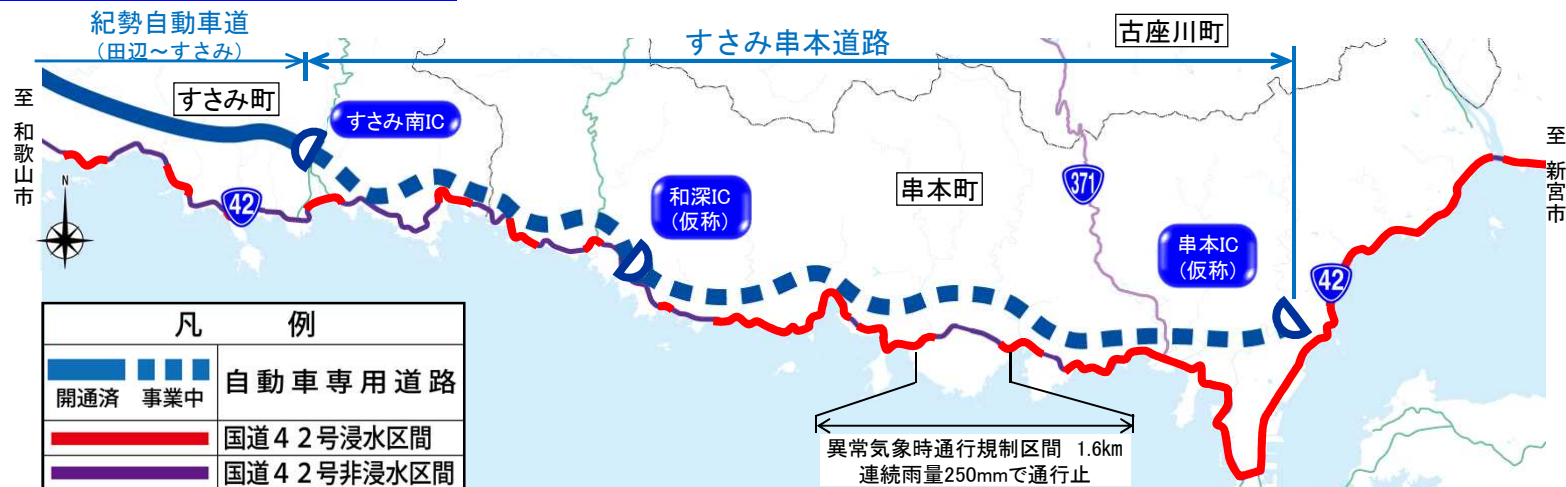 紀勢自動車道
（田辺～すさみ）
すさみ串本道路
古座川町
至 和歌山市
すさみ町
すさみ南IC
至 新宮市
N
42
和深IC
（仮称）
串本町
371
串本IC
（仮称）
42
凡 例
開通済 事業中 自動車専用道路
国道４２号浸水区間
国道４２号非浸水区間
異常気象時通行規制区間 1.6km
連続雨量250mmで通行止